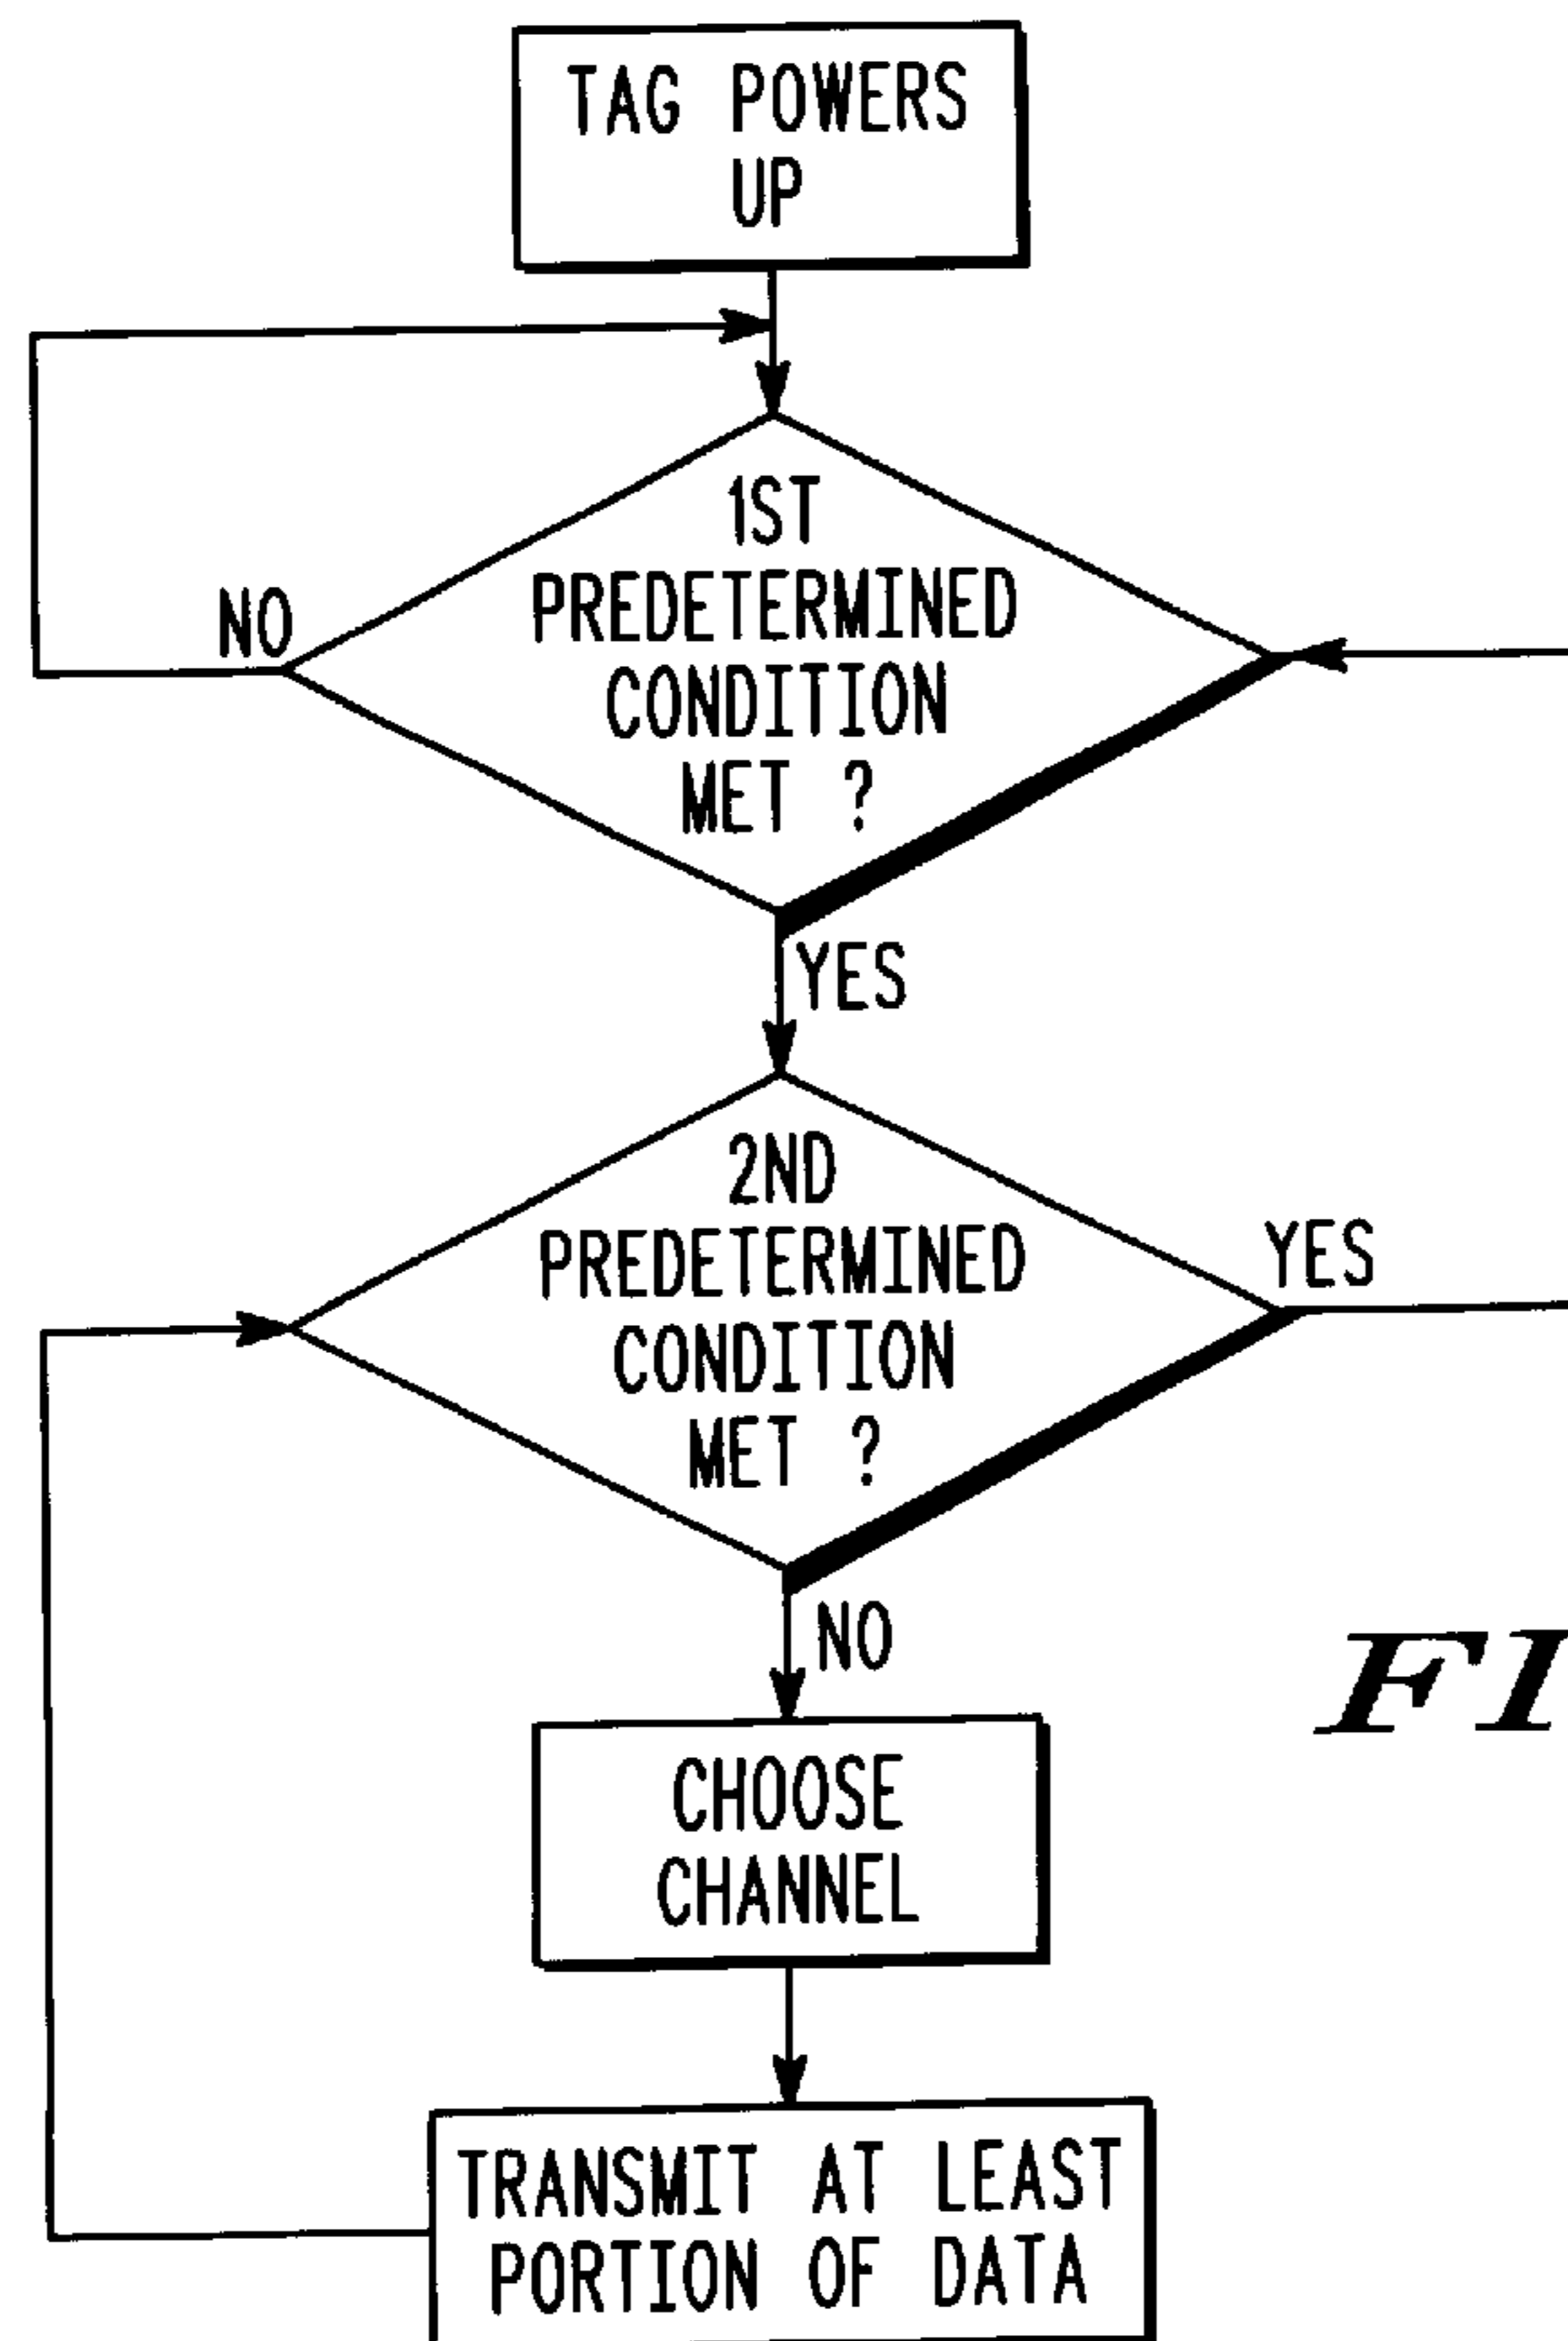 TAG POWERS
UP
1ST
PREDETERMINED
CONDITION
MET ?
NO
YES
2ND
PREDETERMINED
CONDITION
MET ?
YES
NO
FI
CHOOSE
CHANNEL
TRANSMIT AT LEAST
PORTION OF DATA